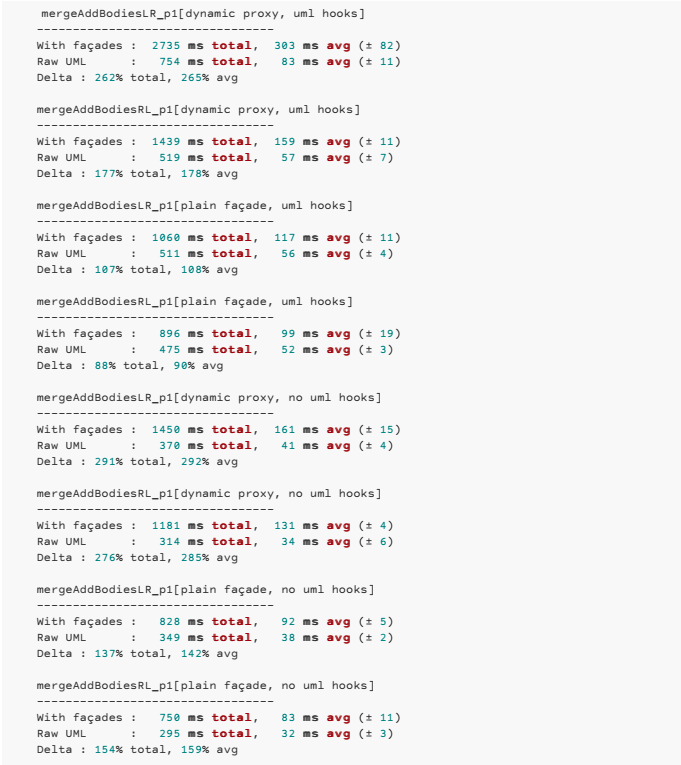 mergeAddBodiesLR_p1[dynamic proxy, uml hooks]
--------------------------------
With façades :  2735 ms total,  303 ms avg (± 82)
Raw UML      :   754 ms total,   83 ms avg (± 11)
Delta : 262% total, 265% avg

mergeAddBodiesRL_p1[dynamic proxy, uml hooks]
--------------------------------
With façades :  1439 ms total,  159 ms avg (± 11)
Raw UML      :   519 ms total,   57 ms avg (± 7)
Delta : 177% total, 178% avg

mergeAddBodiesLR_p1[plain façade, uml hooks]
--------------------------------
With façades :  1060 ms total,  117 ms avg (± 11)
Raw UML      :   511 ms total,   56 ms avg (± 4)
Delta : 107% total, 108% avg

mergeAddBodiesRL_p1[plain façade, uml hooks]
--------------------------------
With façades :   896 ms total,   99 ms avg (± 19)
Raw UML      :   475 ms total,   52 ms avg (± 3)
Delta : 88% total, 90% avg

mergeAddBodiesLR_p1[dynamic proxy, no uml hooks]
--------------------------------
With façades :  1450 ms total,  161 ms avg (± 15)
Raw UML      :   370 ms total,   41 ms avg (± 4)
Delta : 291% total, 292% avg

mergeAddBodiesRL_p1[dynamic proxy, no uml hooks]
--------------------------------
With façades :  1181 ms total,  131 ms avg (± 4)
Raw UML      :   314 ms total,   34 ms avg (± 6)
Delta : 276% total, 285% avg

mergeAddBodiesLR_p1[plain façade, no uml hooks]
--------------------------------
With façades :   828 ms total,   92 ms avg (± 5)
Raw UML      :   349 ms total,   38 ms avg (± 2)
Delta : 137% total, 142% avg

mergeAddBodiesRL_p1[plain façade, no uml hooks]
--------------------------------
With façades :   750 ms total,   83 ms avg (± 11)
Raw UML      :   295 ms total,   32 ms avg (± 3)
Delta : 154% total, 159% avg